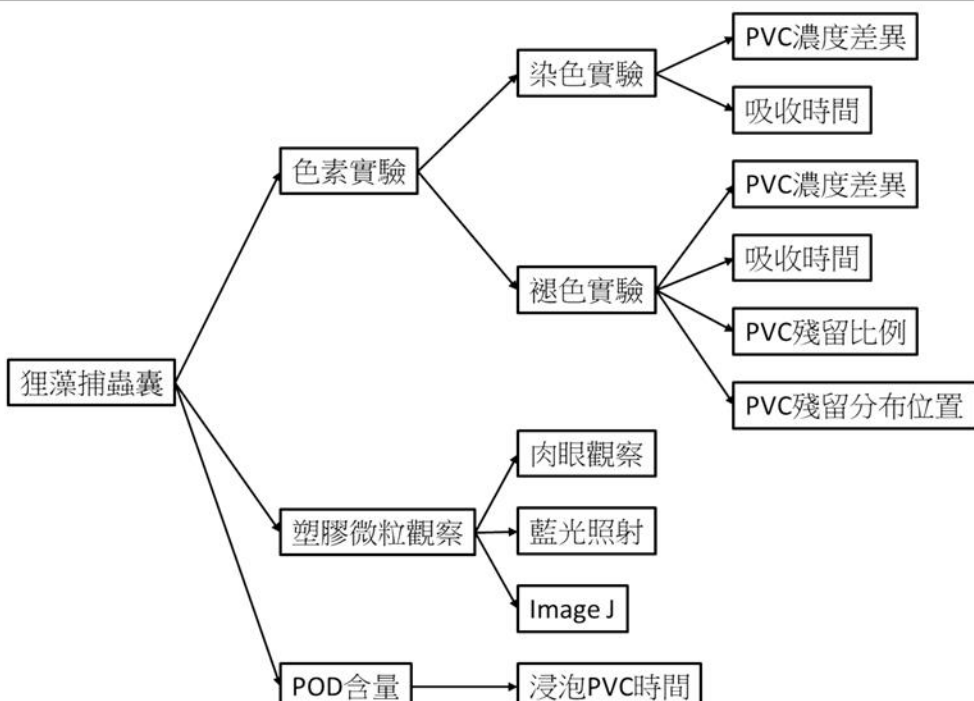 狸藻捕蟲囊
色素實驗
染色實驗
PVC濃度差異
吸收時間
褪色實驗
PVC濃度差異
吸收時間
PVC殘留比例
PVC殘留分布位置
塑膠微粒觀察
肉眼觀察
藍光照射
Image J
POD含量
浸泡PVC時間